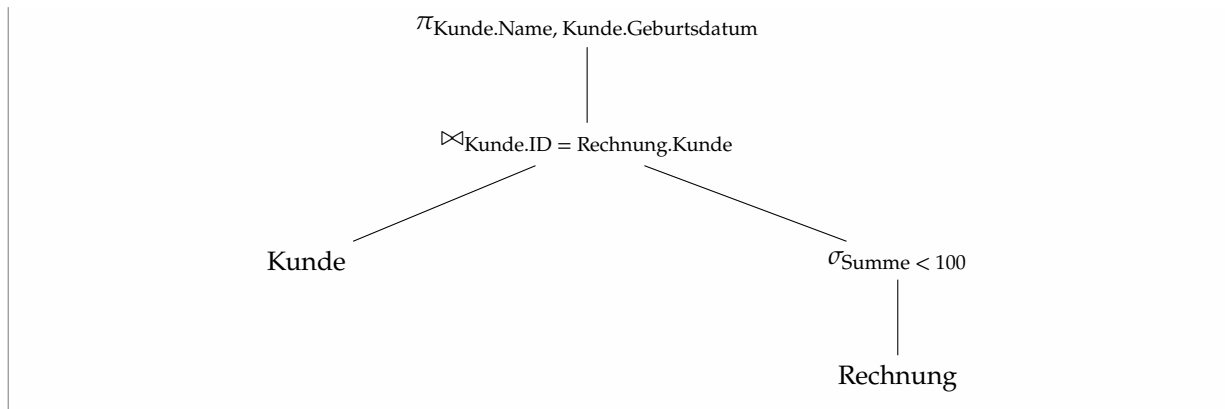 πKunde.Name, Kunde.Geburtsdatum
⋈Kunde.ID = Rechnung.Kunde
Kunde
σSumme < 100
Rechnung